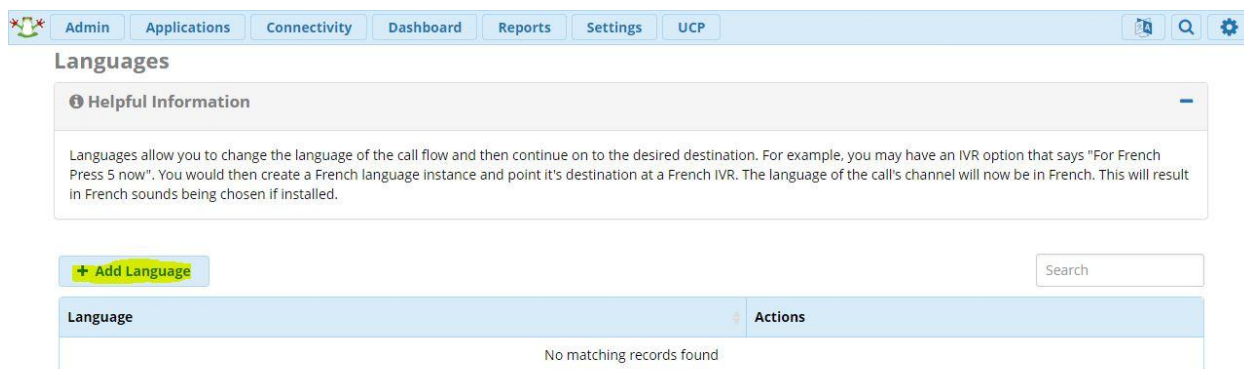 Admin Applications Connectivity Dashboard Reports Settings UCP
Languages
Helpful Information
Languages allow you to change the language of the call flow and then continue on to the desired destination. For example, you may have an IVR option that says "For French
Press 5 now". You would then create a French language instance and point it's destination at a French IVR. The language of the call's channel will now be in French. This will result
in French sounds being chosen if installed.
+ Add Language
Search
Language Actions
No matching records found